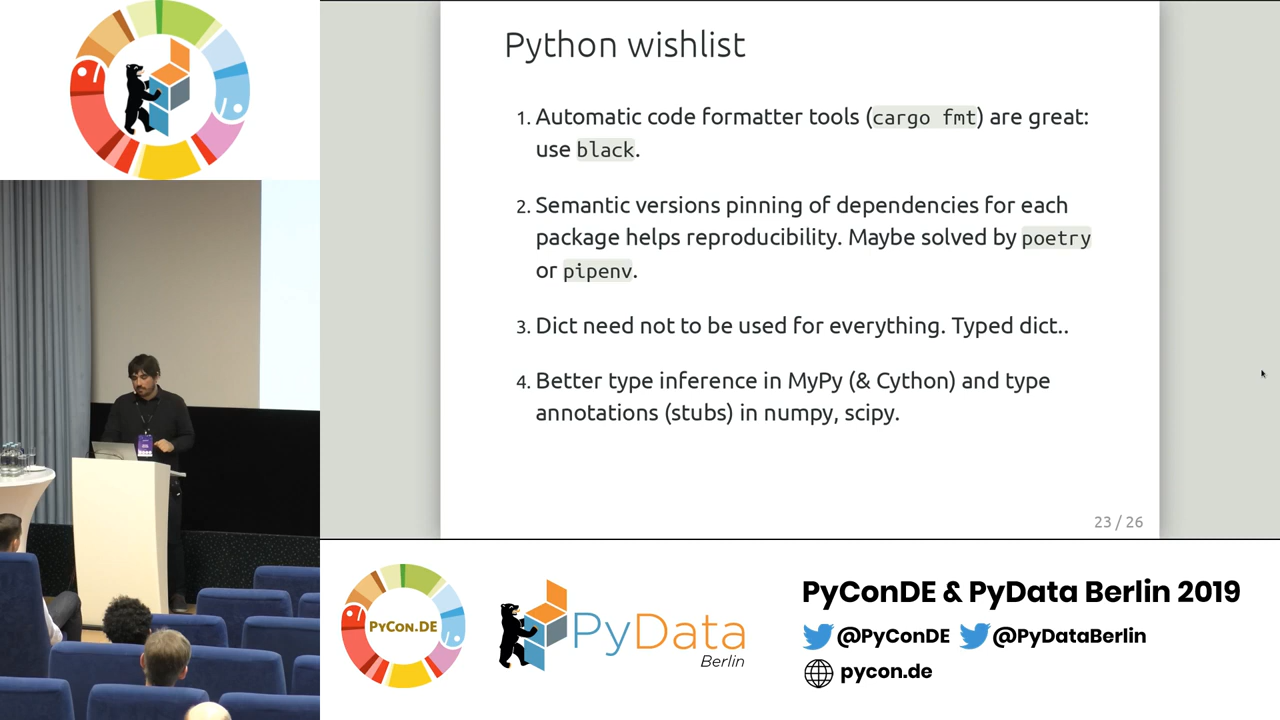 Python wishlist
1. Automatic code formatter tools (cargo fmt) are great:
use black.
2. Semantic versions pinning of dependencies for each
package helps reproducibility. Maybe solved by poetry
or pipenv.
3. Dict need not to be used for everything. Typed dict..
4. Better type inference in MyPy (& Cython) and type
annotations (stubs) in numpy, scipy.
23 / 26
PYCON.DE
PyData
Berlin
PyConDE & PyData Berlin 2019
@PyConDE @PyDataBerlin
pycon.de